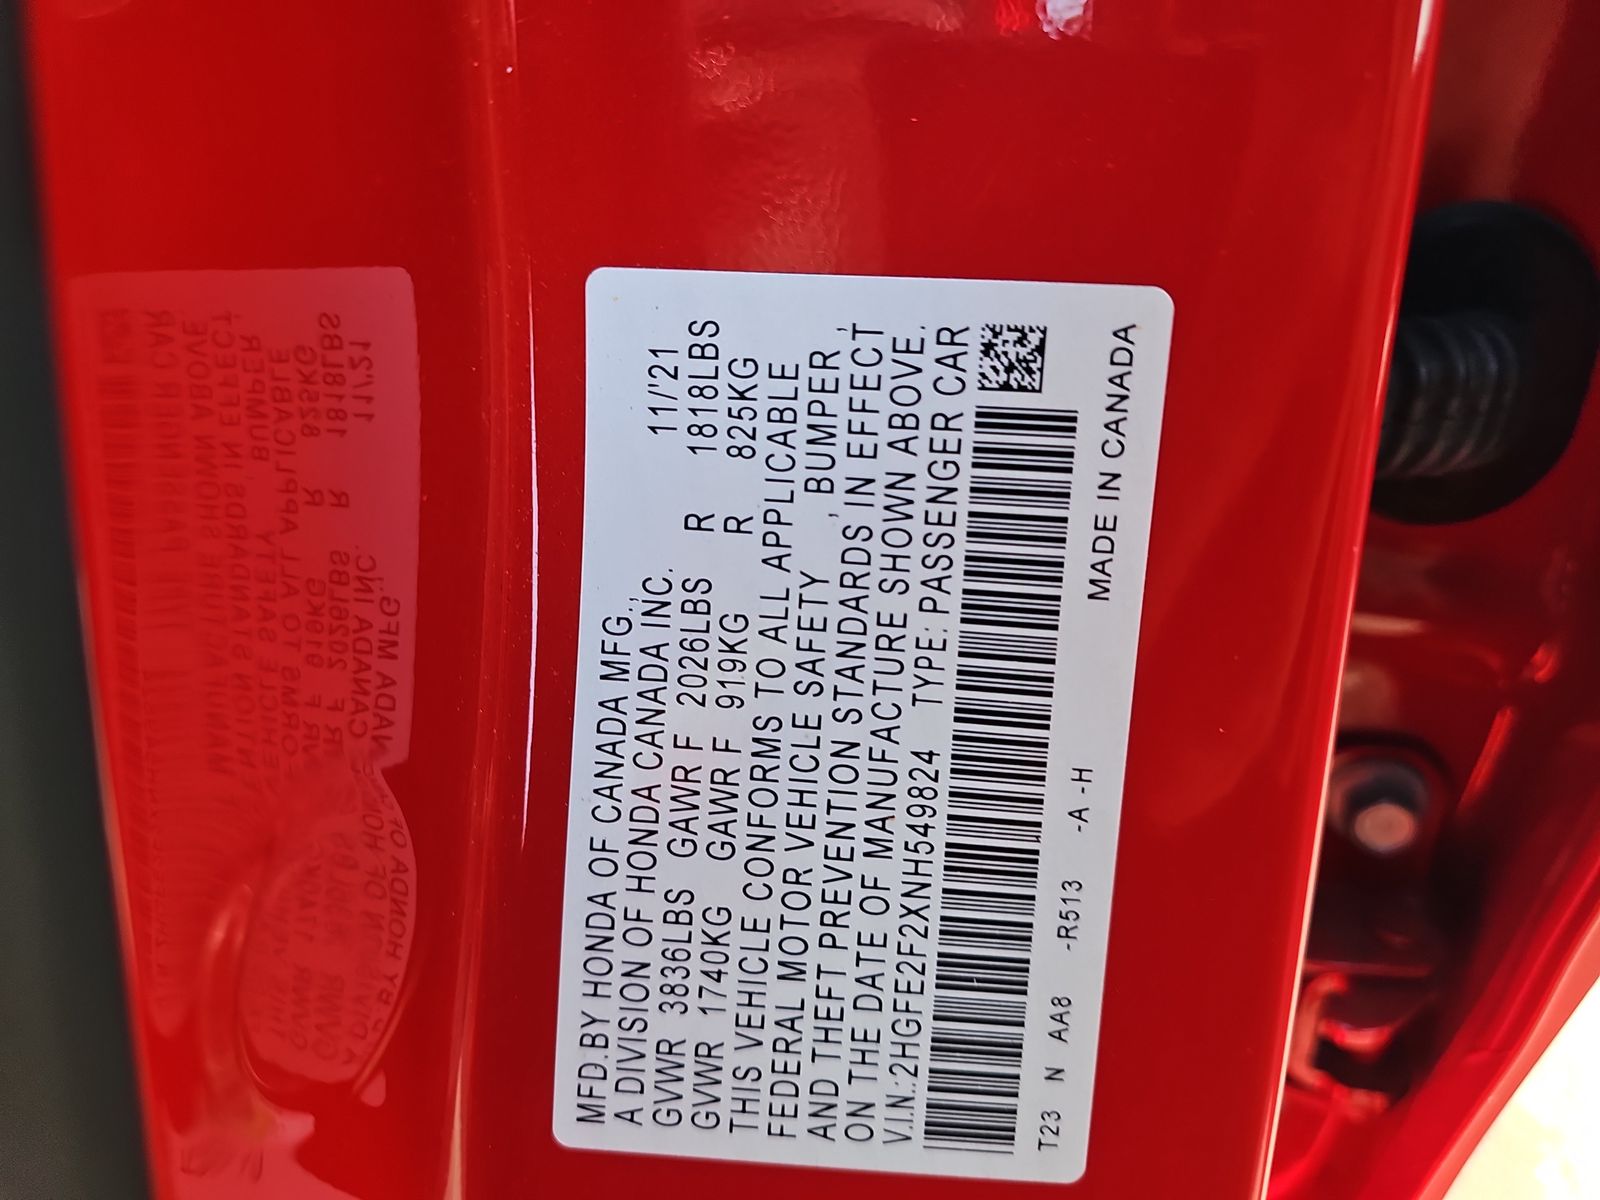 MFD.BY HONDA OF CANADA MFG.,
A DIVISION OF HONDA CANADA INC. 11/'21
GVWR 3836LBS GAWR F 2026LBS R 1818LBS
GVWR 1740KG GAWR F 919KG R 825KG
THIS VEHICLE CONFORMS TO ALL APPLICABLE
FEDERAL MOTOR VEHICLE SAFETY, BUMPER,
AND THEFT PREVENTION STANDARDS IN EFFECT
ON THE DATE OF MANUFACTURE SHOWN ABOVE.
V.I.N.:2HGFE2F2XNH549824 TYPE: PASSENGER CAR
T23 N AA8 -R513 -A -H MADE IN CANADA